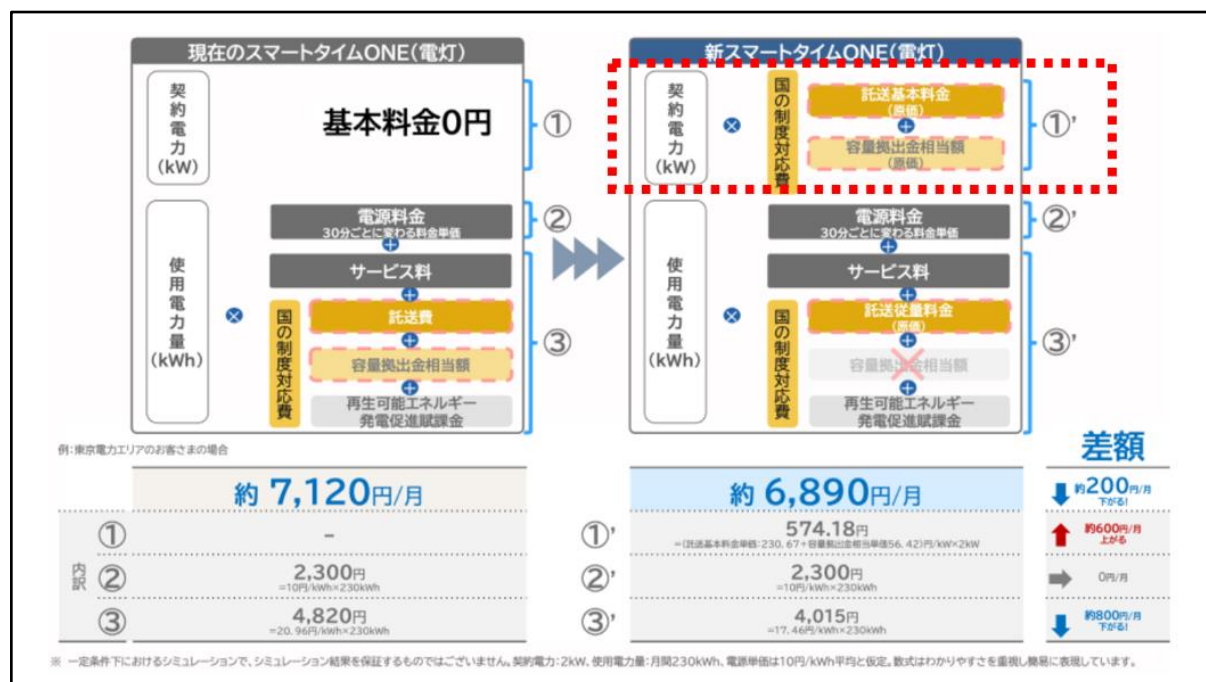 現在のスマートタイムONE(電灯)
契約電力(kW)
基本料金0円
①
使用電力量(kWh)
電源料金
30分ごとに変わる料金単価
②
サービス料
国の制度対応費
託送費
容量拠出金相当額
再生可能エネルギー
発電促進賦課金
③
新スマートタイムONE(電灯)
契約電力(kW)
国の制度対応費
託送基本料金
(原価)
容量拠出金相当額
(原価)
①'
使用電力量(kWh)
電源料金
30分ごとに変わる料金単価
②'
サービス料
国の制度対応費
託送従量料金
(原価)
容量拠出金相当額
再生可能エネルギー
発電促進賦課金
③'
例:東京電力エリアのお客さまの場合
差額
約 7,120円/月
約 6,890円/月
約200円/月
下がる!
内訳
①
-
①'
574.18円
=(託送基本料金単価:230.67+容量拠出金相当単価56.42)円/kW×2kW
約600円/月
上がる
②
2,300円
=10円/kWh×230kWh
②'
2,300円
=10円/kWh×230kWh
0円/月
③
4,820円
=20.96円/kWh×230kWh
③'
4,015円
=17.46円/kWh×230kWh
約800円/月
下がる!
※ 一定条件下におけるシミュレーションで、シミュレーション結果を保証するものではございません。契約電力:2kW、使用電力量:月間230kWh、電源単価は10円/kWh平均と仮定。数式はわかりやすさを重視し簡易に表現しています。